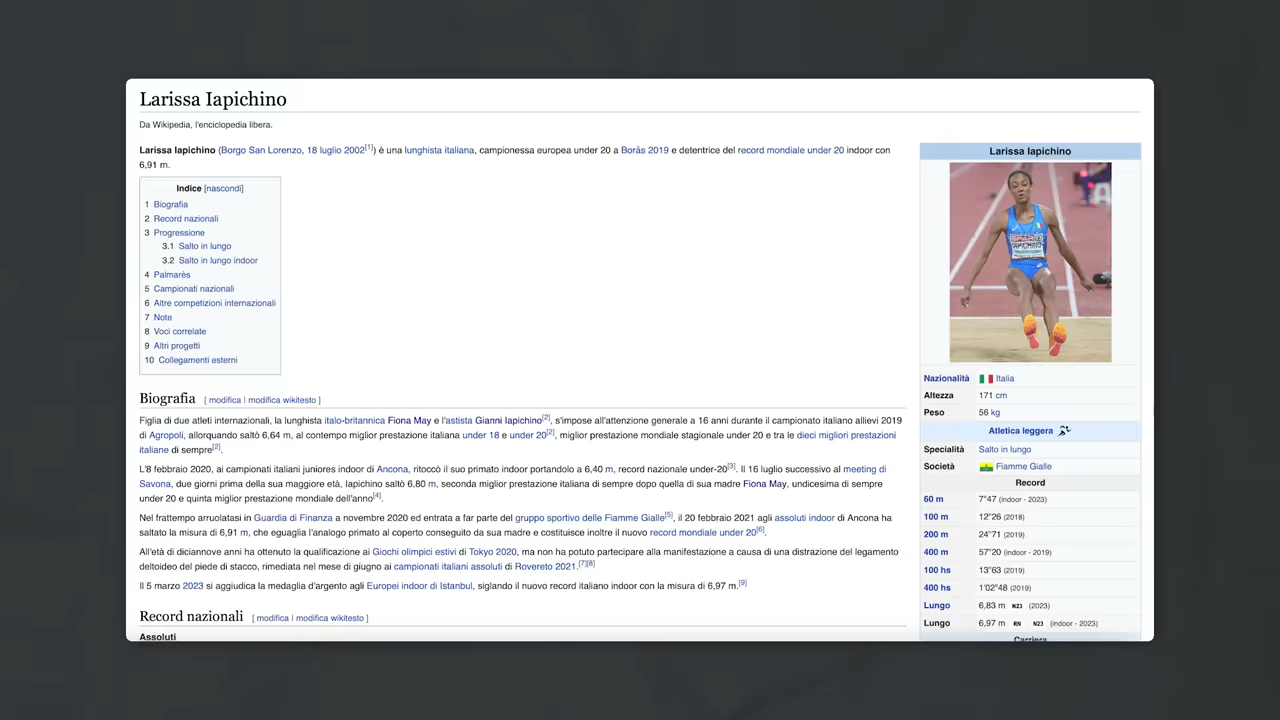 Larissa Iapichino
Da Wikipedia, l'enciclopedia libera.
Larissa Iapichino (Borgo San Lorenzo, 18 luglio 2002[1]) è una lunghista italiana, campionessa europea under 20 a Borås 2019 e detentrice del record mondiale under 20 indoor con
6,91 m.
Indice [nascondi]
1 Biografia
2 Record nazionali
3 Progressione
3.1 Salto in lungo
3.2 Salto in lungo indoor
4 Palmarès
5 Campionati nazionali
6 Altre competizioni internazionali
7 Note
8 Voci correlate
9 Altri progetti
10 Collegamenti esterni
Biografia [ modifica | modifica wikitesto ]
Figlia di due atleti internazionali, la lunghista italo-britannica Fiona May e l'astista Gianni Iapichino[2], s'impose all'attenzione generale a 16 anni durante il campionato italiano allievi 2019
di Agropoli, allorquando saltò 6,64 m, al contempo miglior prestazione italiana under 18 e under 20[2], miglior prestazione mondiale stagionale under 20 e tra le dieci migliori prestazioni
italiane di sempre[2].
L'8 febbraio 2020, ai campionati italiani juniores indoor di Ancona, ritoccò il suo primato indoor portandolo a 6,40 m, record nazionale under-20[3]. Il 16 luglio successivo al meeting di
Savona, due giorni prima della sua maggiore età, Iapichino saltò 6,80 m, seconda miglior prestazione italiana di sempre dopo quella di sua madre Fiona May, undicesima di sempre
under 20 e quinta miglior prestazione mondiale dell'anno[4].
Nel frattempo arruolatasi in Guardia di Finanza a novembre 2020 ed entrata a far parte del gruppo sportivo delle Fiamme Gialle[5], il 20 febbraio 2021 agli assoluti indoor di Ancona ha
saltato la misura di 6,91 m, che eguaglia l'analogo primato al coperto conseguito da sua madre e costituisce inoltre il nuovo record mondiale under 20[6].
All'età di diciannove anni ha ottenuto la qualificazione ai Giochi olimpici estivi di Tokyo 2020, ma non ha potuto partecipare alla manifestazione a causa di una distrazione del legamento
deltoideo del piede di stacco, rimediata nel mese di giugno ai campionati italiani assoluti di Rovereto 2021.[7][8]
Il 5 marzo 2023 si aggiudica la medaglia d'argento agli Europei indoor di Istanbul, siglando il nuovo record italiano indoor con la misura di 6,97 m.[9]
Record nazionali [ modifica | modifica wikitesto ]
Assoluti
Larissa Iapichino
IAPICHINO
Nazionalità Italia
Altezza 171 cm
Peso 56 kg
Atletica leggera
Specialità Salto in lungo
Società Fiamme Gialle
Record
60 m 7"47 (indoor - 2023)
100 m 12"26 (2018)
200 m 24"71 (2019)
400 m 57"20 (indoor - 2019)
100 hs 13"63 (2019)
400 hs 1'02"48 (2019)
Lungo 6,83 m N23 (2023)
Lungo 6,97 m RN N23 (indoor - 2023)
Carriera